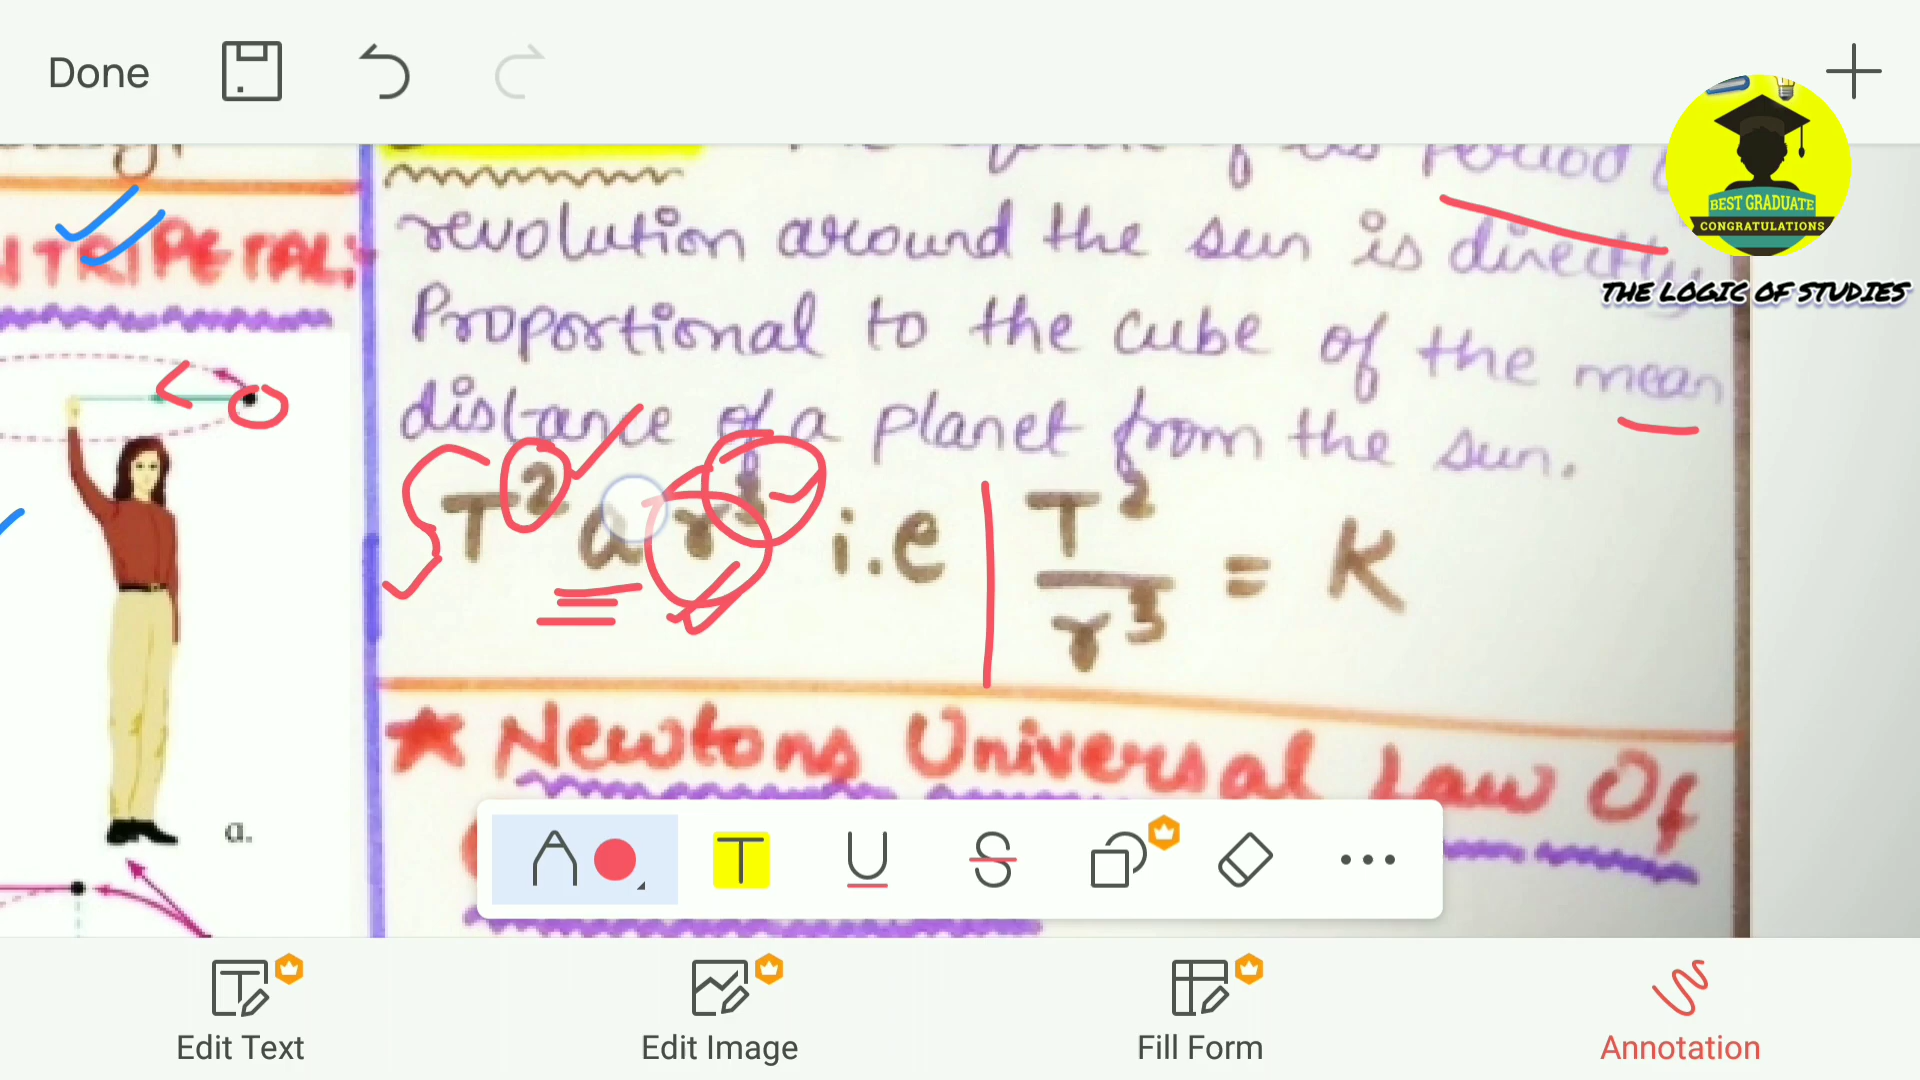 Done
BEST GRADUATE
CONGRATULATIONS
THE LOGIC OF STUDIES
NTRIPETAL:
period
revolution around the sun is directly
Proportional to the cube of the mean
distance of a planet from the sun.
T² α r³ i.e T²/r³ = K
a.
★ Newtons Universal Law Of
A T U S
Edit Text
Edit Image
Fill Form
Annotation